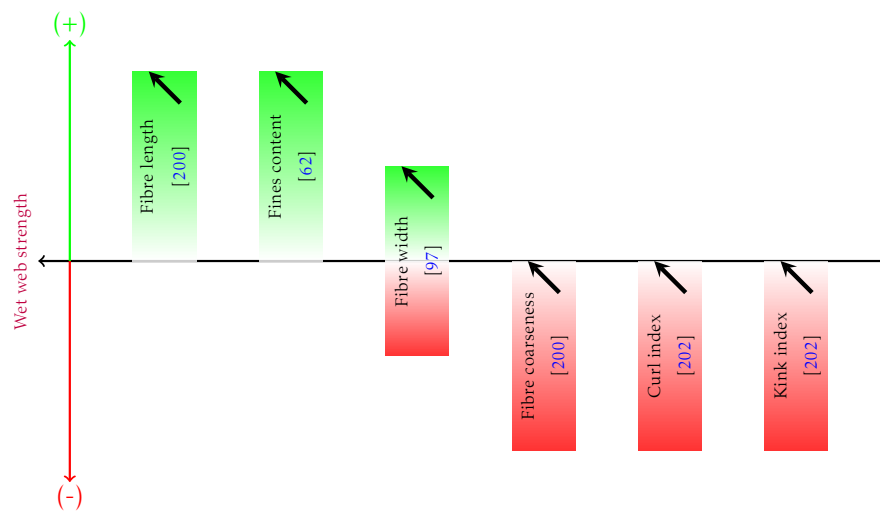 (+)
Wet web strength
Fibre length
[200]
Fines content
[62]
Fibre width
[97]
Fibre coarseness
[200]
Curl index
[202]
Kink index
[202]
(-)